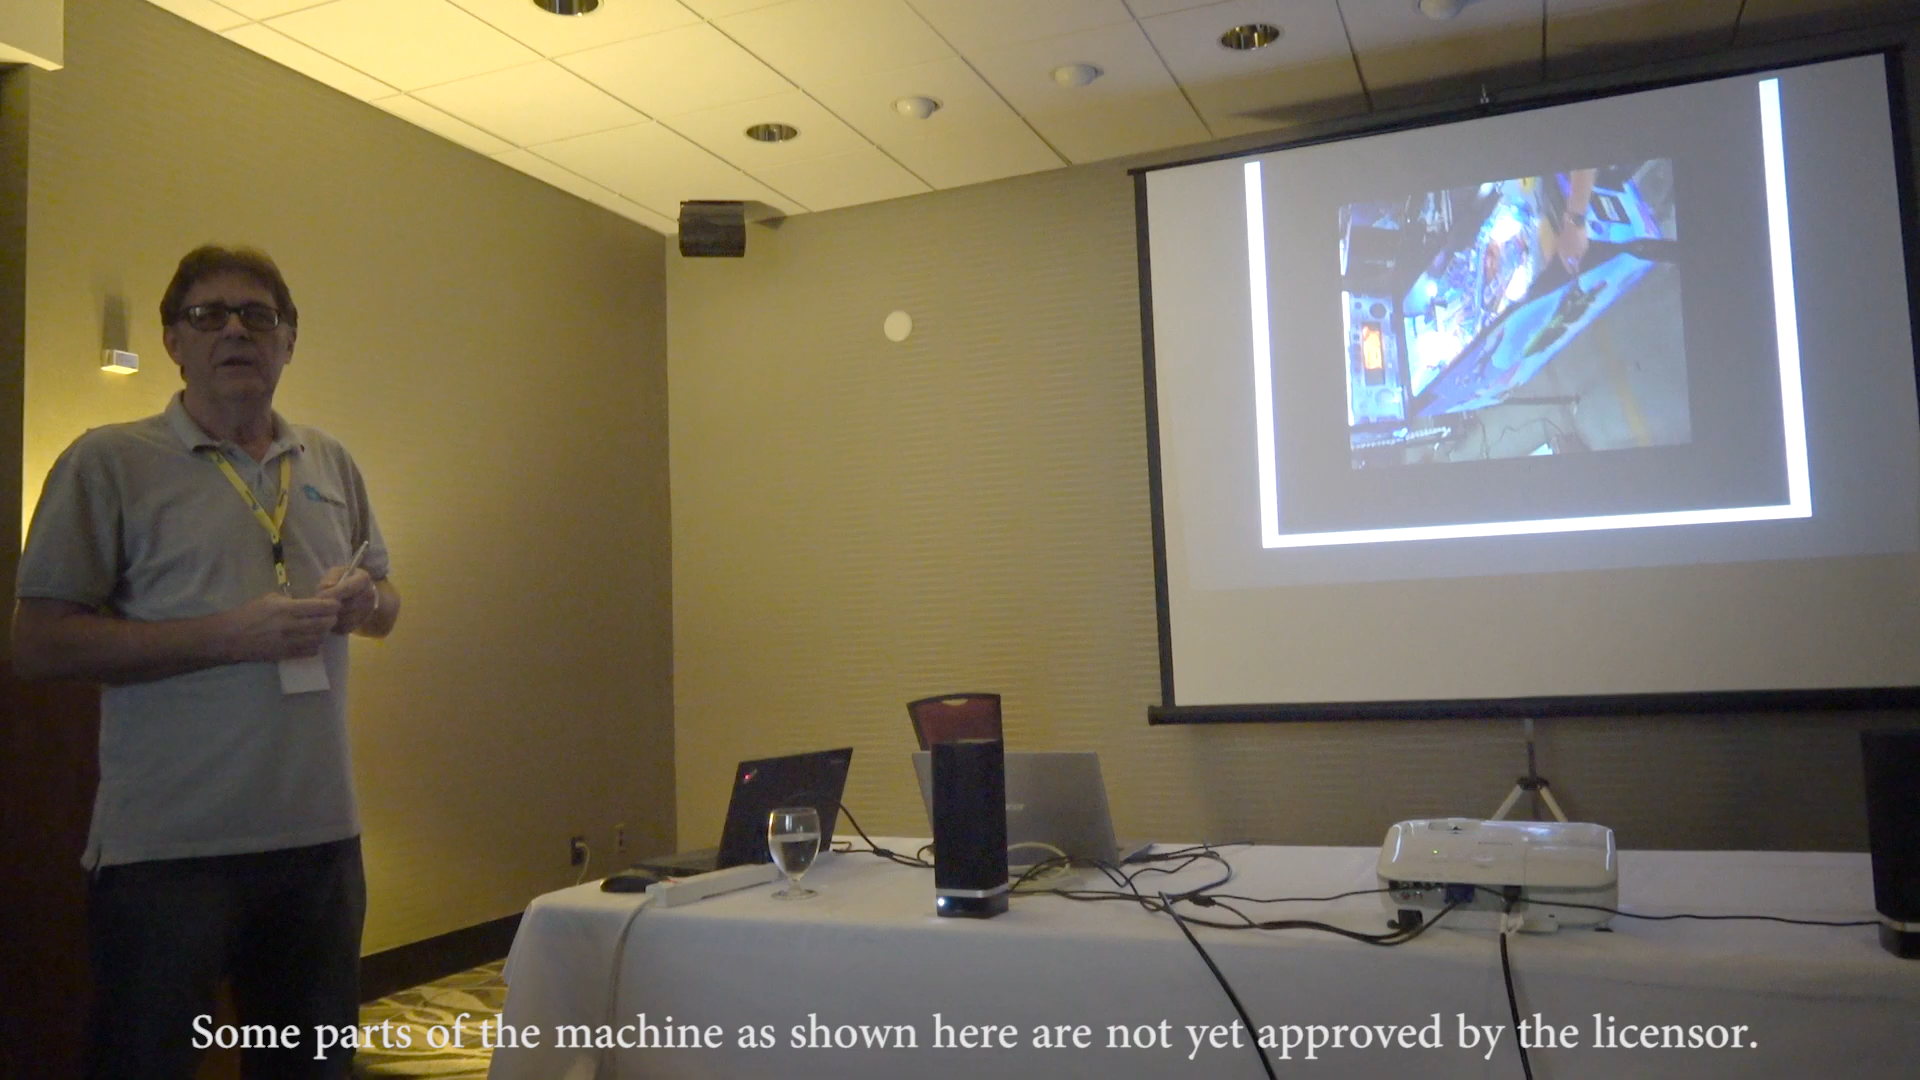 Some parts of the machine as shown here are not yet approved by the licensor.